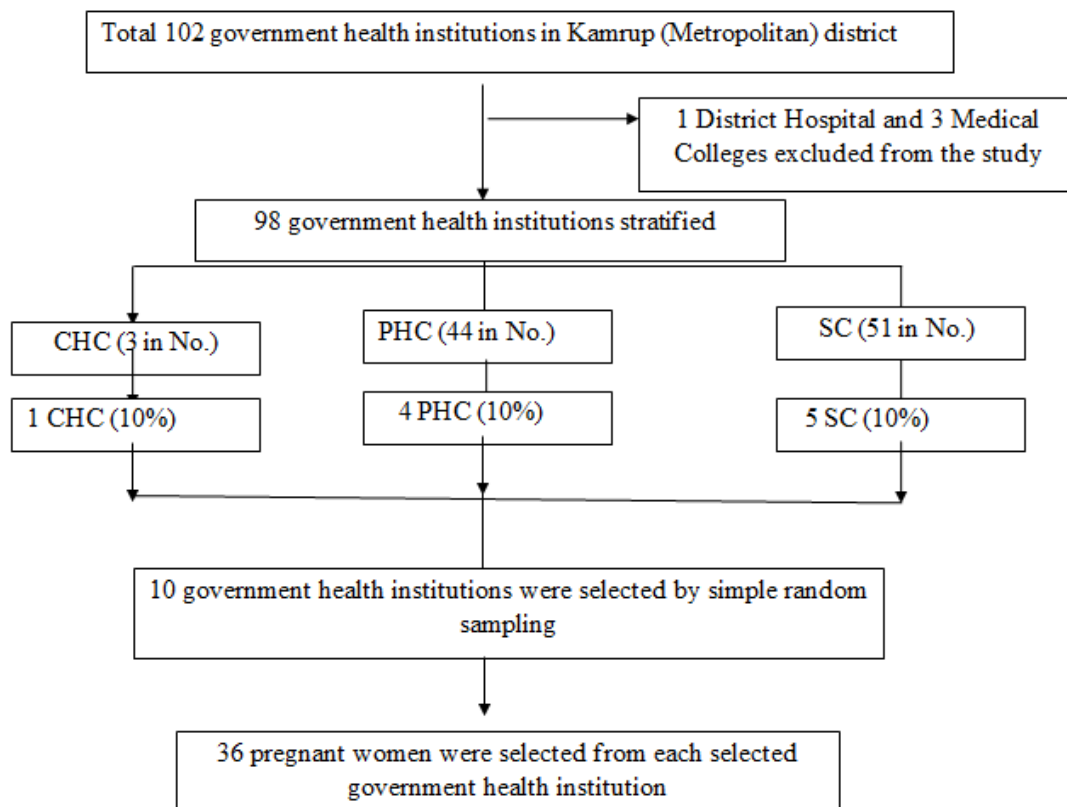 Total 102 government health institutions in Kamrup (Metropolitan) district
1 District Hospital and 3 Medical
Colleges excluded from the study
98 government health institutions stratified
CHC (3 in No.)
PHC (44 in No.)
SC (51 in No.)
1 CHC (10%)
4 PHC (10%)
5 SC (10%)
10 government health institutions were selected by simple random
sampling
36 pregnant women were selected from each selected
government health institution